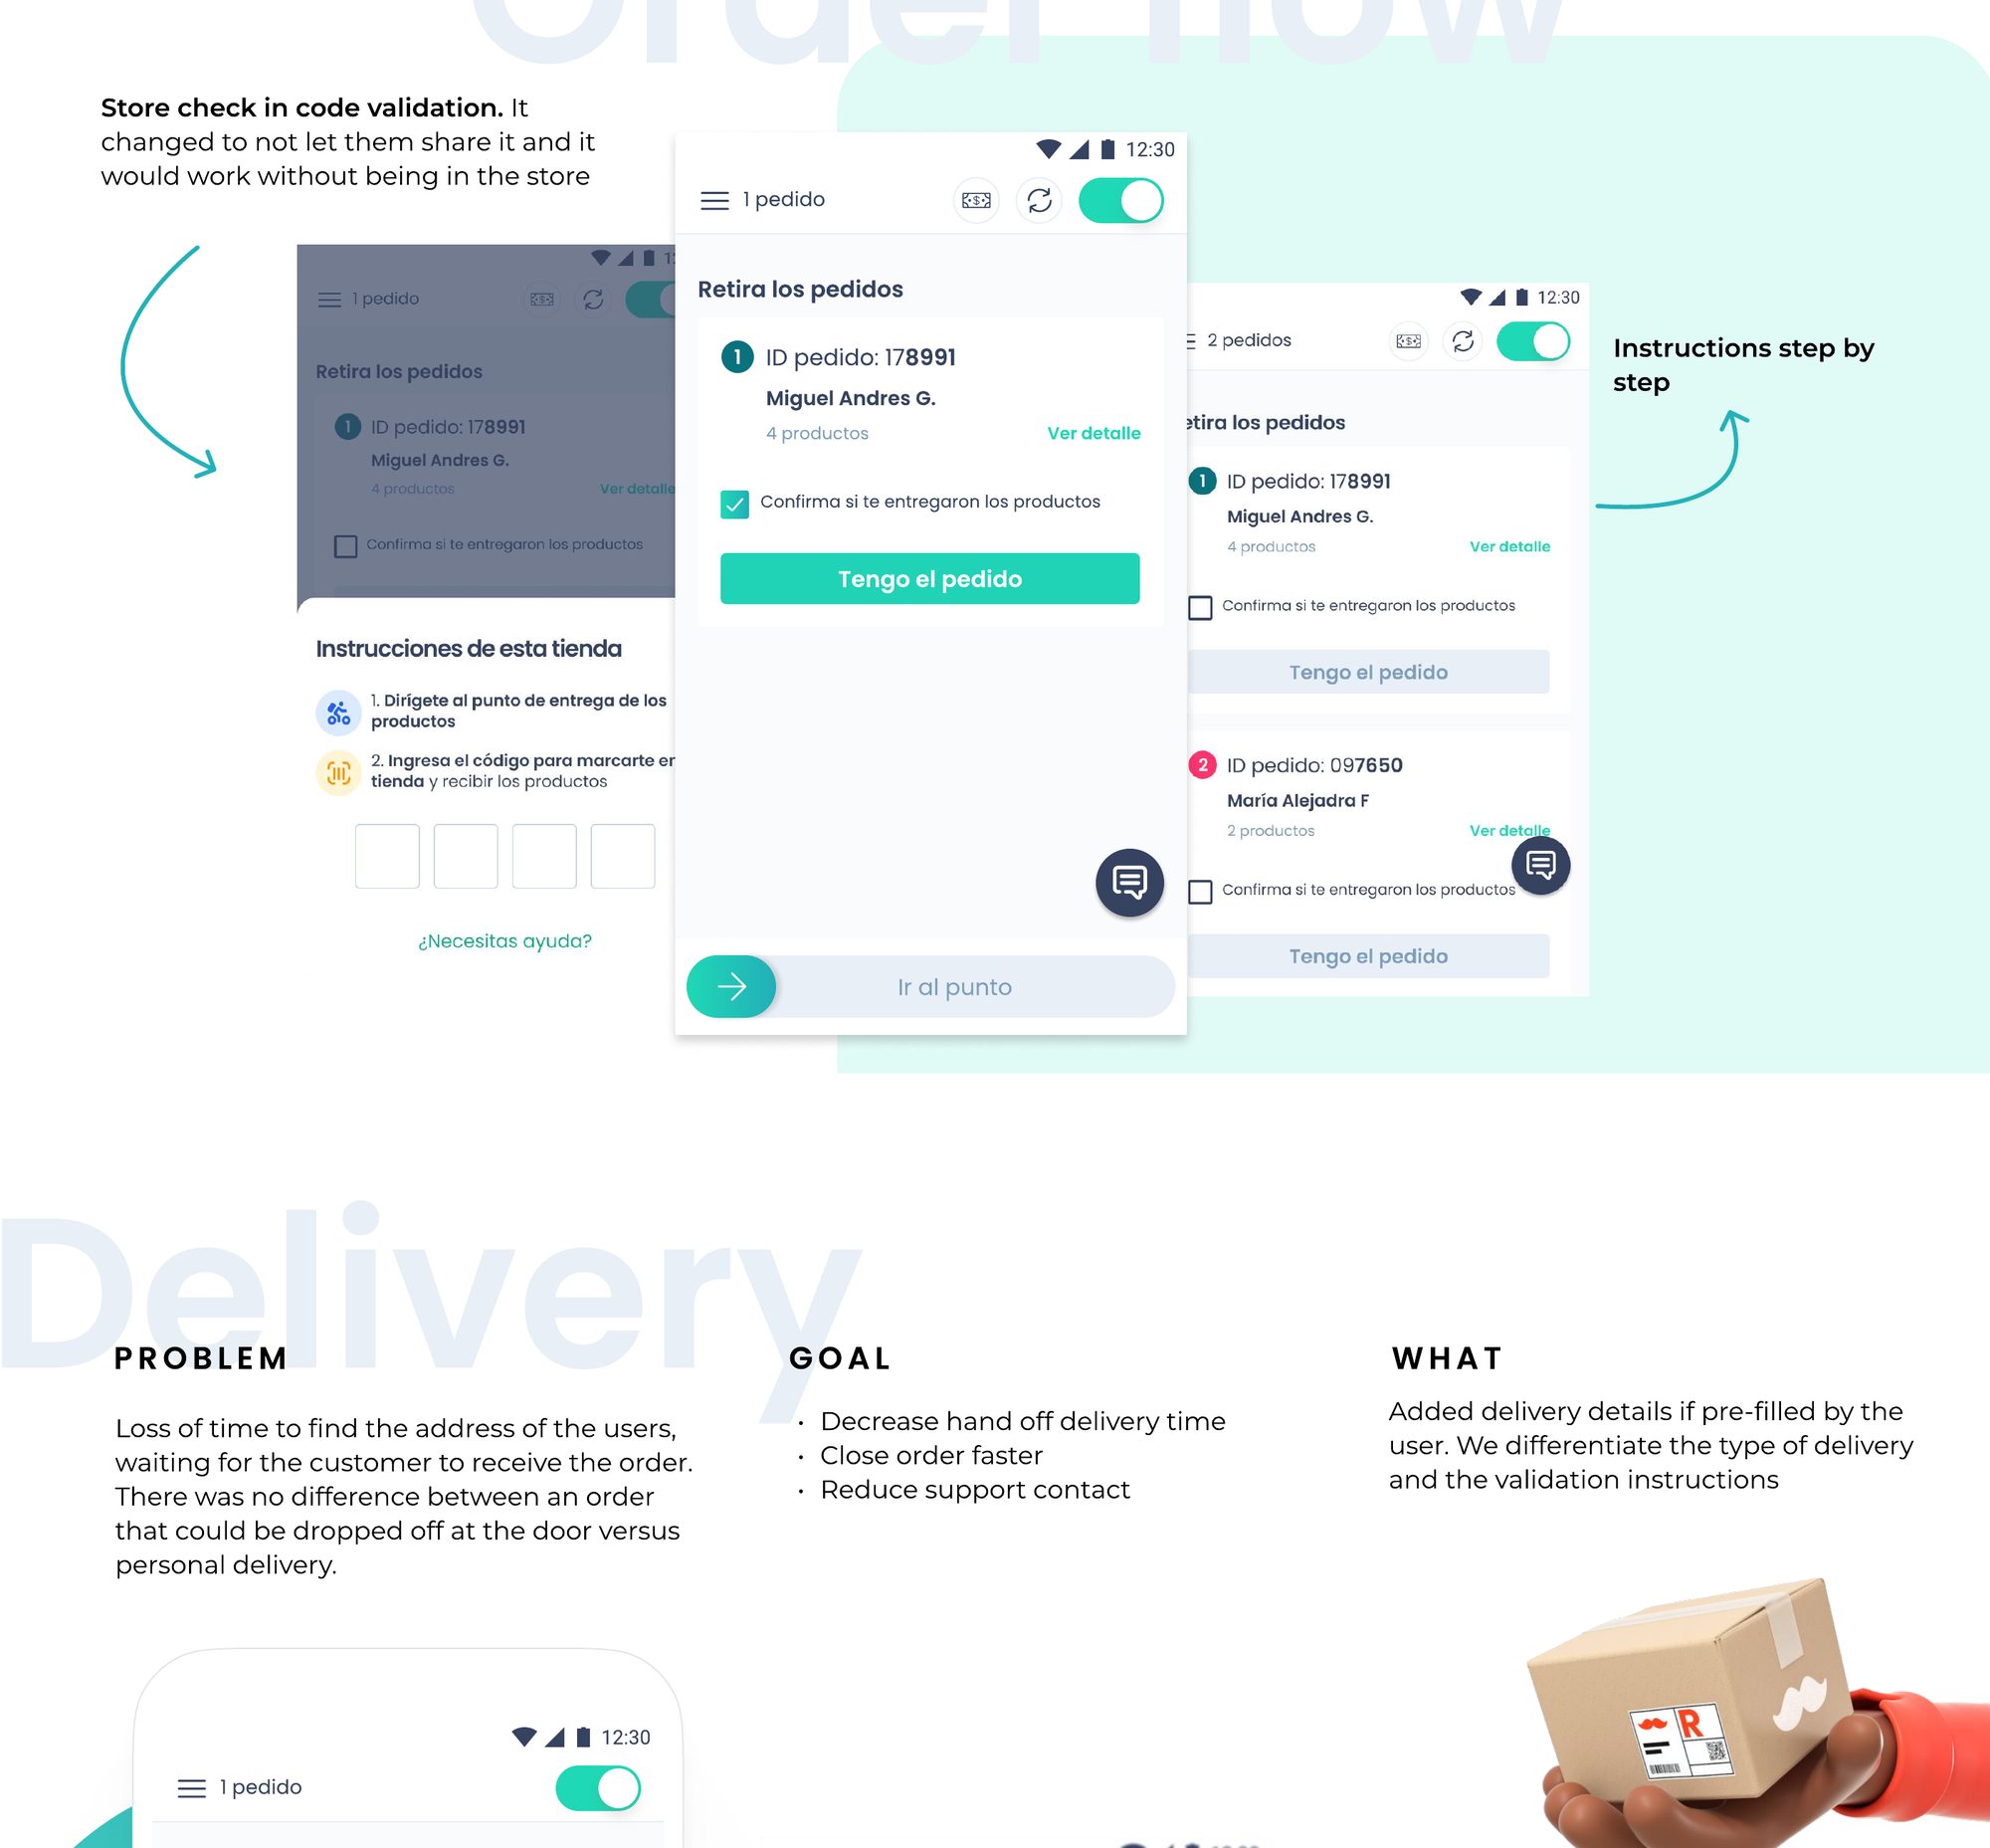 Order now
Store check in code validation. It
changed to not let them share it and it
would work without being in the store
1 pedido
Retira los pedidos
1 ID pedido: 178991
Miguel Andres G.
4 productos Ver detalle
Confirma si te entregaron los productos
Instrucciones de esta tienda
1. Dirígete al punto de entrega de los
productos
2. Ingresa el código para marcarte en
tienda y recibir los productos
¿Necesitas ayuda?
12:30
1 pedido
Retira los pedidos
1 ID pedido: 178991
Miguel Andres G.
4 productos Ver detalle
Confirma si te entregaron los productos
Tengo el pedido
Ir al punto
12:30
2 pedidos
etira los pedidos
1 ID pedido: 178991
Miguel Andres G.
4 productos Ver detalle
Confirma si te entregaron los productos
Tengo el pedido
2 ID pedido: 097650
María Alejadra F
2 productos Ver detalle
Confirma si te entregaron los productos
Tengo el pedido
Instructions step by
step
Delivery
PROBLEM
Loss of time to find the address of the users,
waiting for the customer to receive the order.
There was no difference between an order
that could be dropped off at the door versus
personal delivery.
GOAL
• Decrease hand off delivery time
• Close order faster
• Reduce support contact
WHAT
Added delivery details if pre-filled by the
user. We differentiate the type of delivery
and the validation instructions
12:30
1 pedido
R